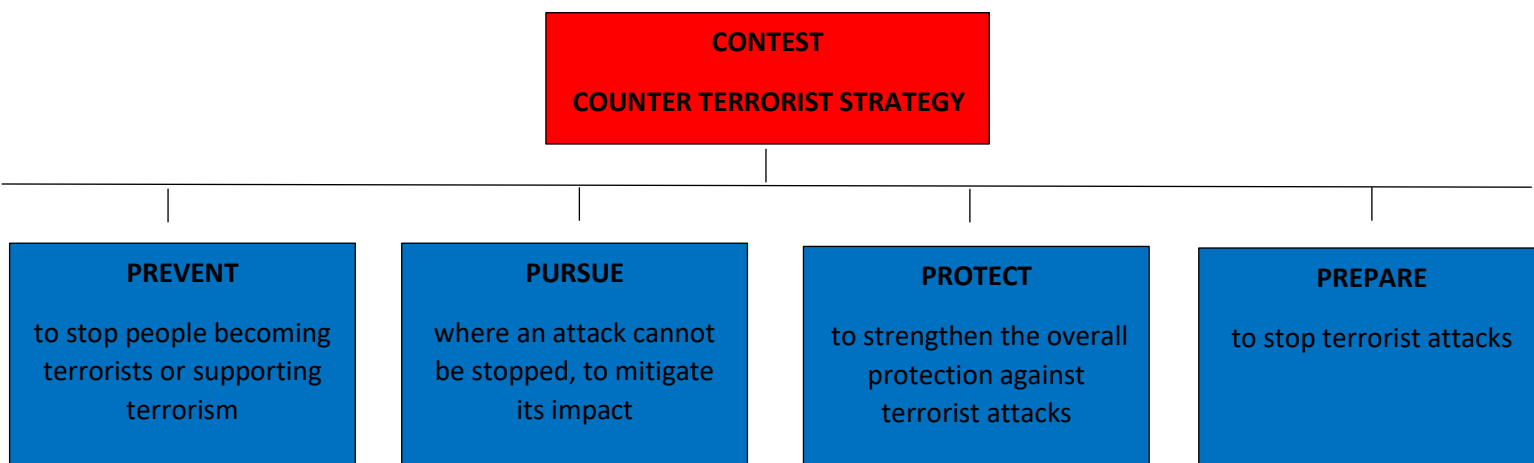 CONTEST
COUNTER TERRORIST STRATEGY
PREVENT
to stop people becoming
terrorists or supporting
terrorism
PURSUE
where an attack cannot
be stopped, to mitigate
its impact
PROTECT
to strengthen the overall
protection against
terrorist attacks
PREPARE
to stop terrorist attacks